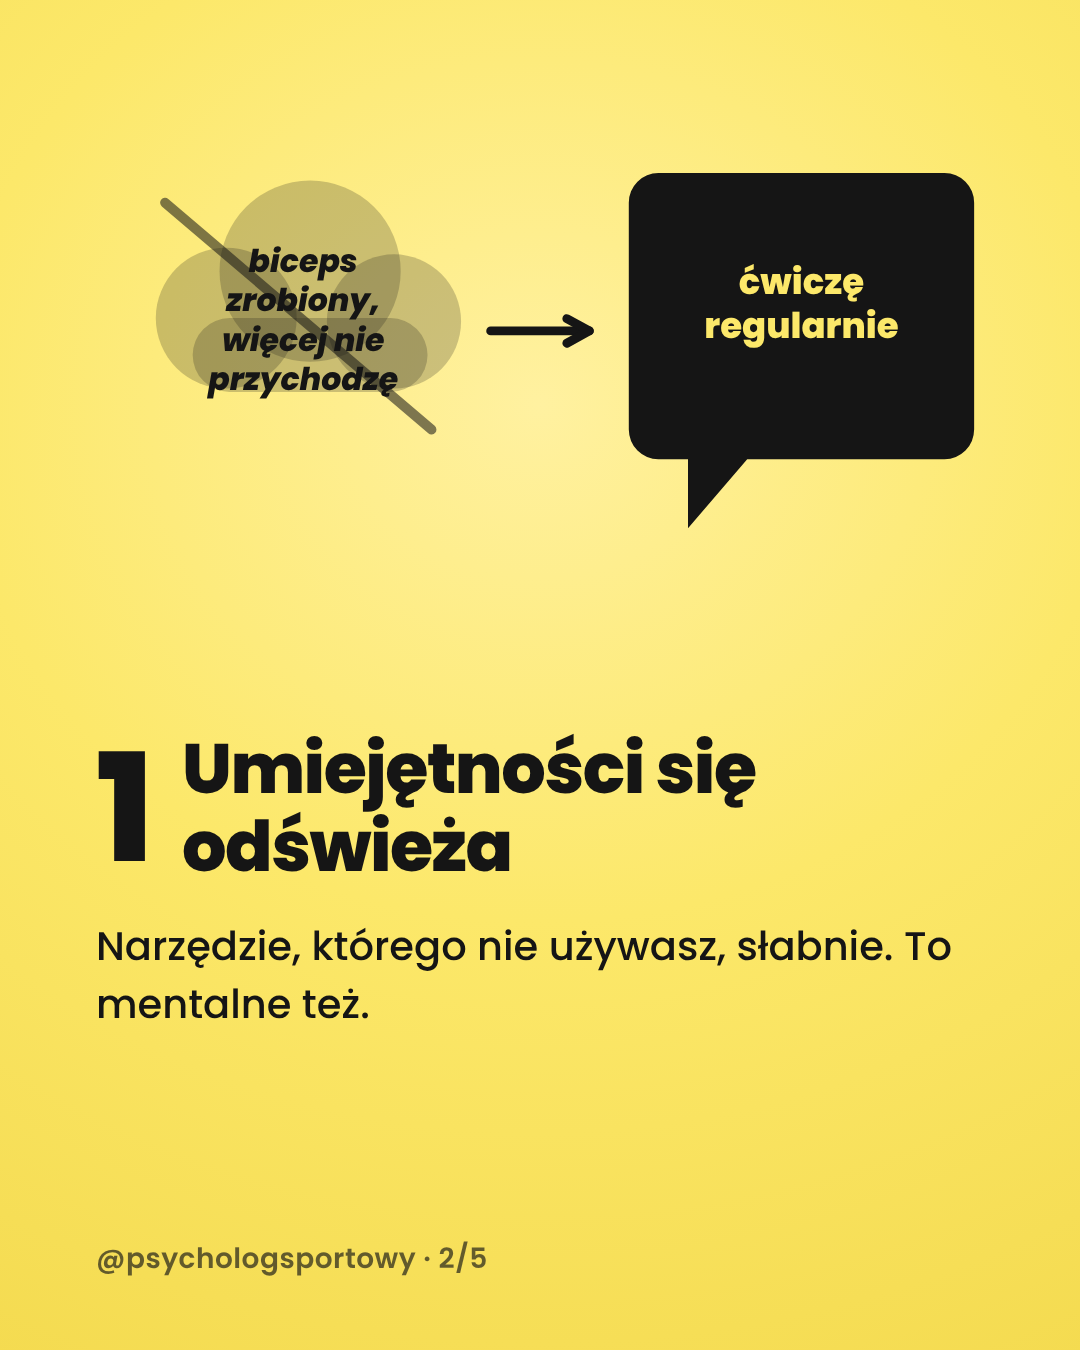 biceps
zrobiony,
więcej nie
przychodzę
ćwiczę
regularnie
1
Umiejętności się
odświeża
Narzędzie, którego nie używasz, słabnie. To
mentalne też.
@psychologsportowy · 2/5